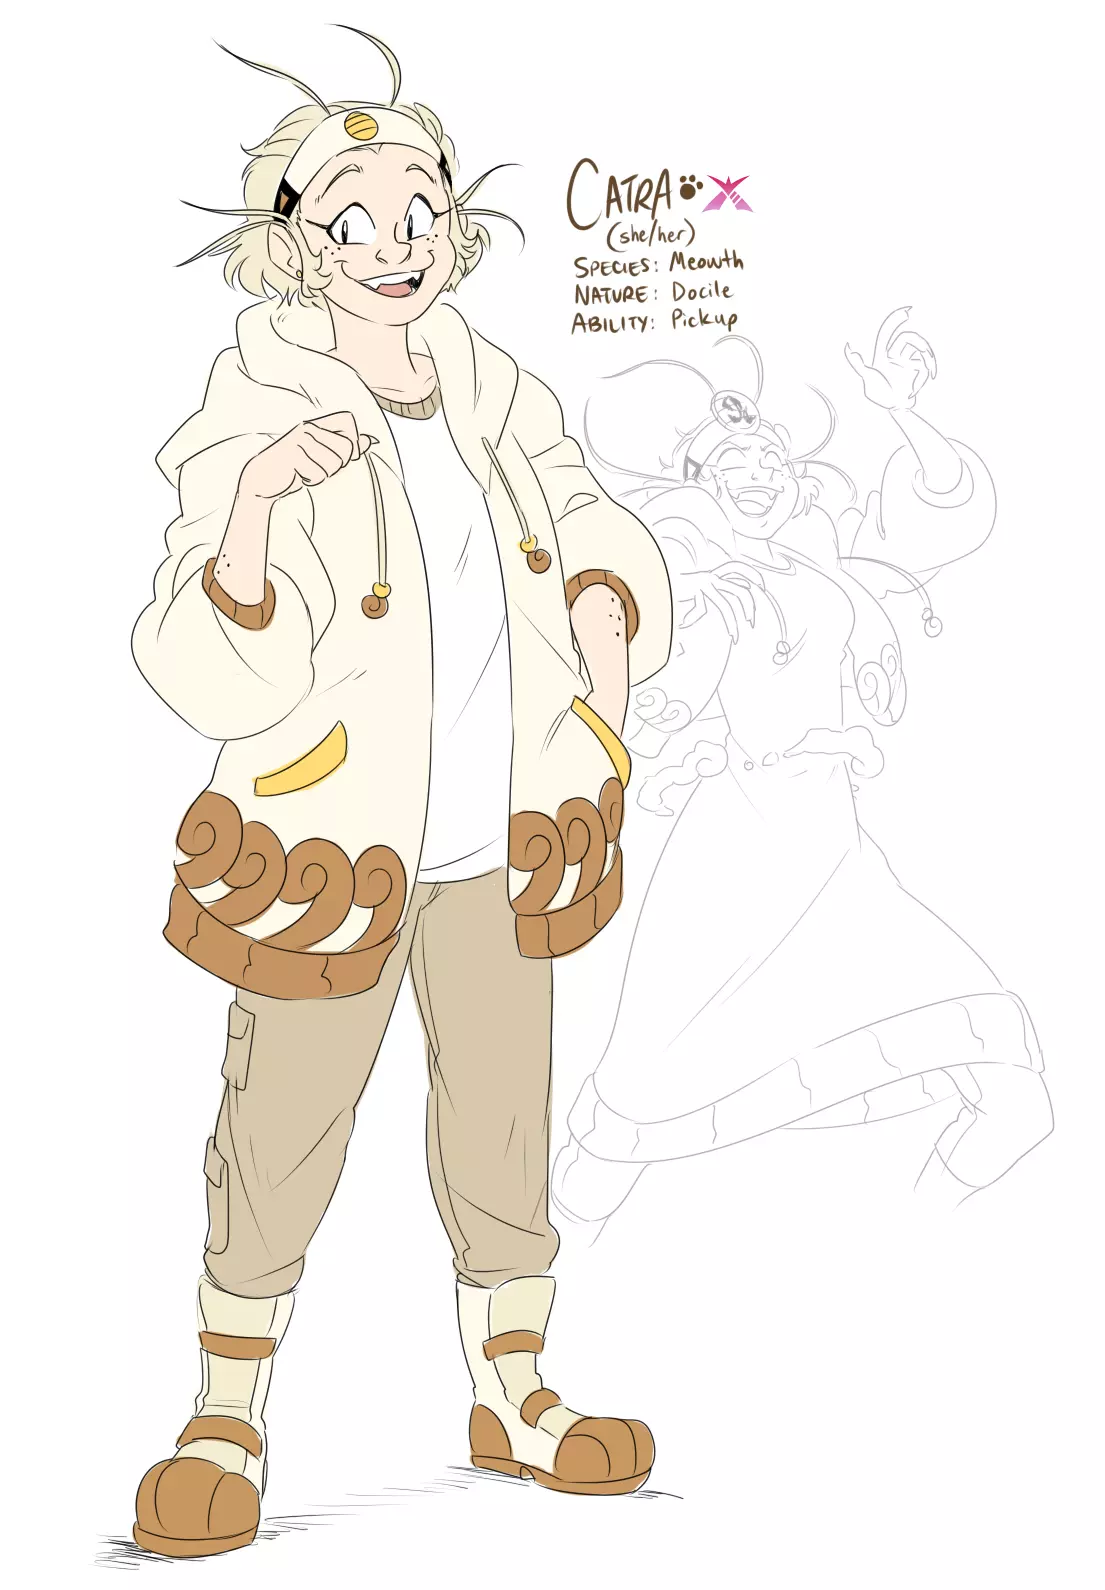 CATRA
(she/her)
SPECIES: Meowth
NATURE: Docile
ABILITY: Pickup